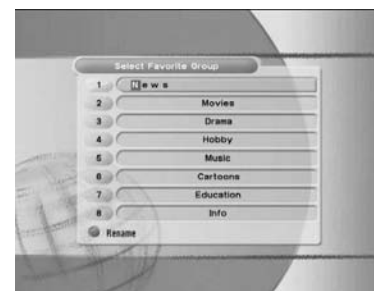 Select Favorite Group
1 News
2 Movies
3 Drama
4 Hobby
5 Music
6 Cartoons
7 Education
8 Info
Rename